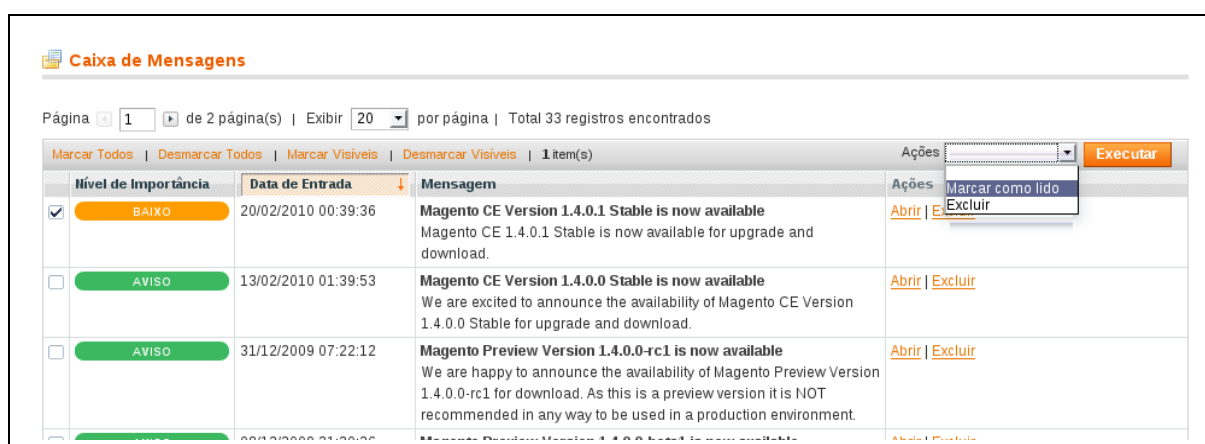 Caixa de Mensagens
Página 1 de 2 página(s) | Exibir 20 por página | Total 33 registros encontrados
Marcar Todos | Desmarcar Todos | Marcar Visíveis | Desmarcar Visíveis | 1 item(s) Ações Executar
Marcar como lido
Excluir
Nível de Importância Data de Entrada Mensagem Ações
BAIXO 20/02/2010 00:39:36 Magento CE Version 1.4.0.1 Stable is now available Abrir | Excluir
Magento CE 1.4.0.1 Stable is now available for upgrade and
download.
AVISO 13/02/2010 01:39:53 Magento CE Version 1.4.0.0 Stable is now available Abrir | Excluir
We are excited to announce the availability of Magento CE Version
1.4.0.0 Stable for upgrade and download.
AVISO 31/12/2009 07:22:12 Magento Preview Version 1.4.0.0-rc1 is now available Abrir | Excluir
We are happy to announce the availability of Magento Preview Version
1.4.0.0-rc1 for download. As this is a preview version it is NOT
recommended in any way to be used in a production environment.